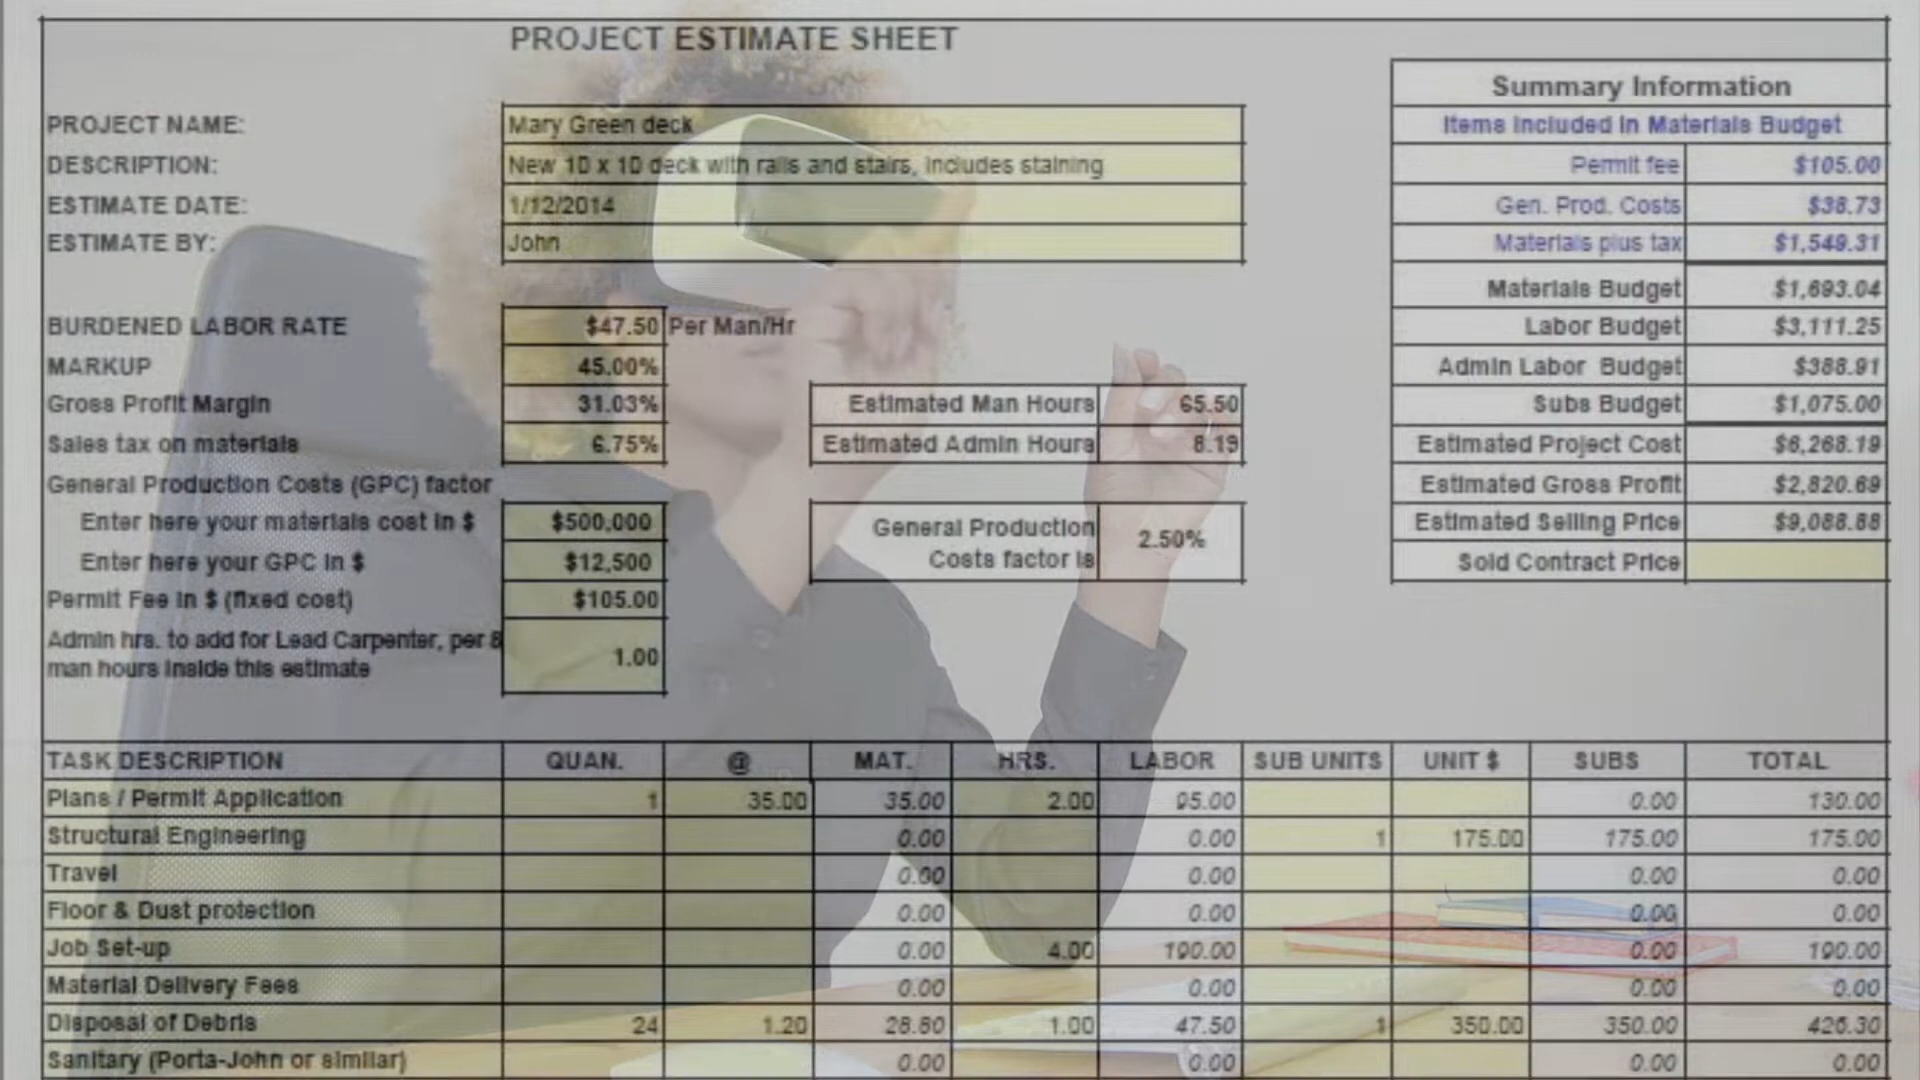 PROJECT ESTIMATE SHEET
PROJECT NAME: Mary Green deck
DESCRIPTION: New 10 x 10 deck with rails and stairs, includes staining
ESTIMATE DATE: 1/12/2014
ESTIMATE BY: John
Summary Information
Items Included in Materials Budget
Permit fee $105.00
Gen. Prod. Costs $38.73
Materials plus tax $1,549.31
Materials Budget $1,693.04
Labor Budget $3,111.25
Admin Labor Budget $388.91
Subs Budget $1,075.00
Estimated Project Cost $6,268.19
Estimated Gross Profit $2,820.69
Estimated Selling Price $9,088.88
Sold Contract Price
BURDENED LABOR RATE $47.50 Per Man/Hr
MARKUP 45.00%
Gross Profit Margin 31.03%
Sales tax on materials 6.75%
Estimated Man Hours 65.50
Estimated Admin Hours 8.19
General Production Costs (GPC) factor
Enter here your materials cost in $ $500,000
Enter here your GPC in $ $12,500
General Production
Costs factor is 2.50%
Permit Fee in $ (fixed cost) $105.00
Admin hrs. to add for Lead Carpenter, per 8
man hours inside this estimate 1.00
TASK DESCRIPTION QUAN. @ MAT. HRS. LABOR SUB UNITS UNIT $ SUBS TOTAL
Plans / Permit Application 1 35.00 35.00 2.00 95.00 0.00 130.00
Structural Engineering 0.00 0.00 1 175.00 175.00 175.00
Travel 0.00 0.00 0.00 0.00
Floor & Dust protection 0.00 0.00 0.00 0.00
Job Set-up 0.00 4.00 190.00 0.00 190.00
Material Delivery Fees 0.00 0.00 0.00 0.00
Disposal of Debris 24 1.20 28.80 1.00 47.50 1 350.00 350.00 426.30
Sanitary (Porta-John or similar) 0.00 0.00 0.00 0.00